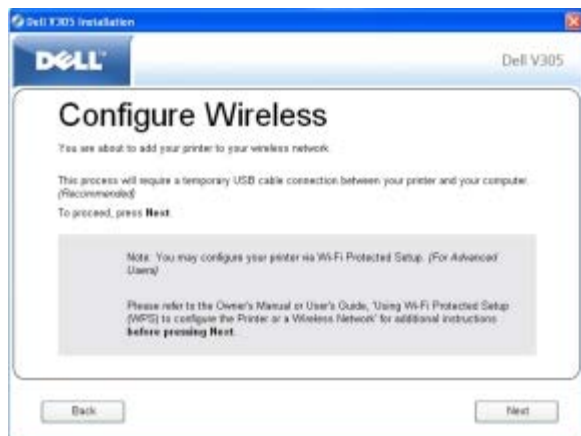 Dell V305 Installation
DELL
Dell V305
Configure Wireless
You are about to add your printer to your wireless network.
This process will require a temporary USB cable connection between your printer and your computer.
(Recommended)
To proceed, press Next.
Note: You may configure your printer via Wi-Fi Protected Setup. (For Advanced
Users)
Please refer to the Owner's Manual or User's Guide, 'Using Wi-Fi Protected Setup
(WPS) to configure the Printer or a Wireless Network' for additional instructions
before pressing Next.
Back
Next